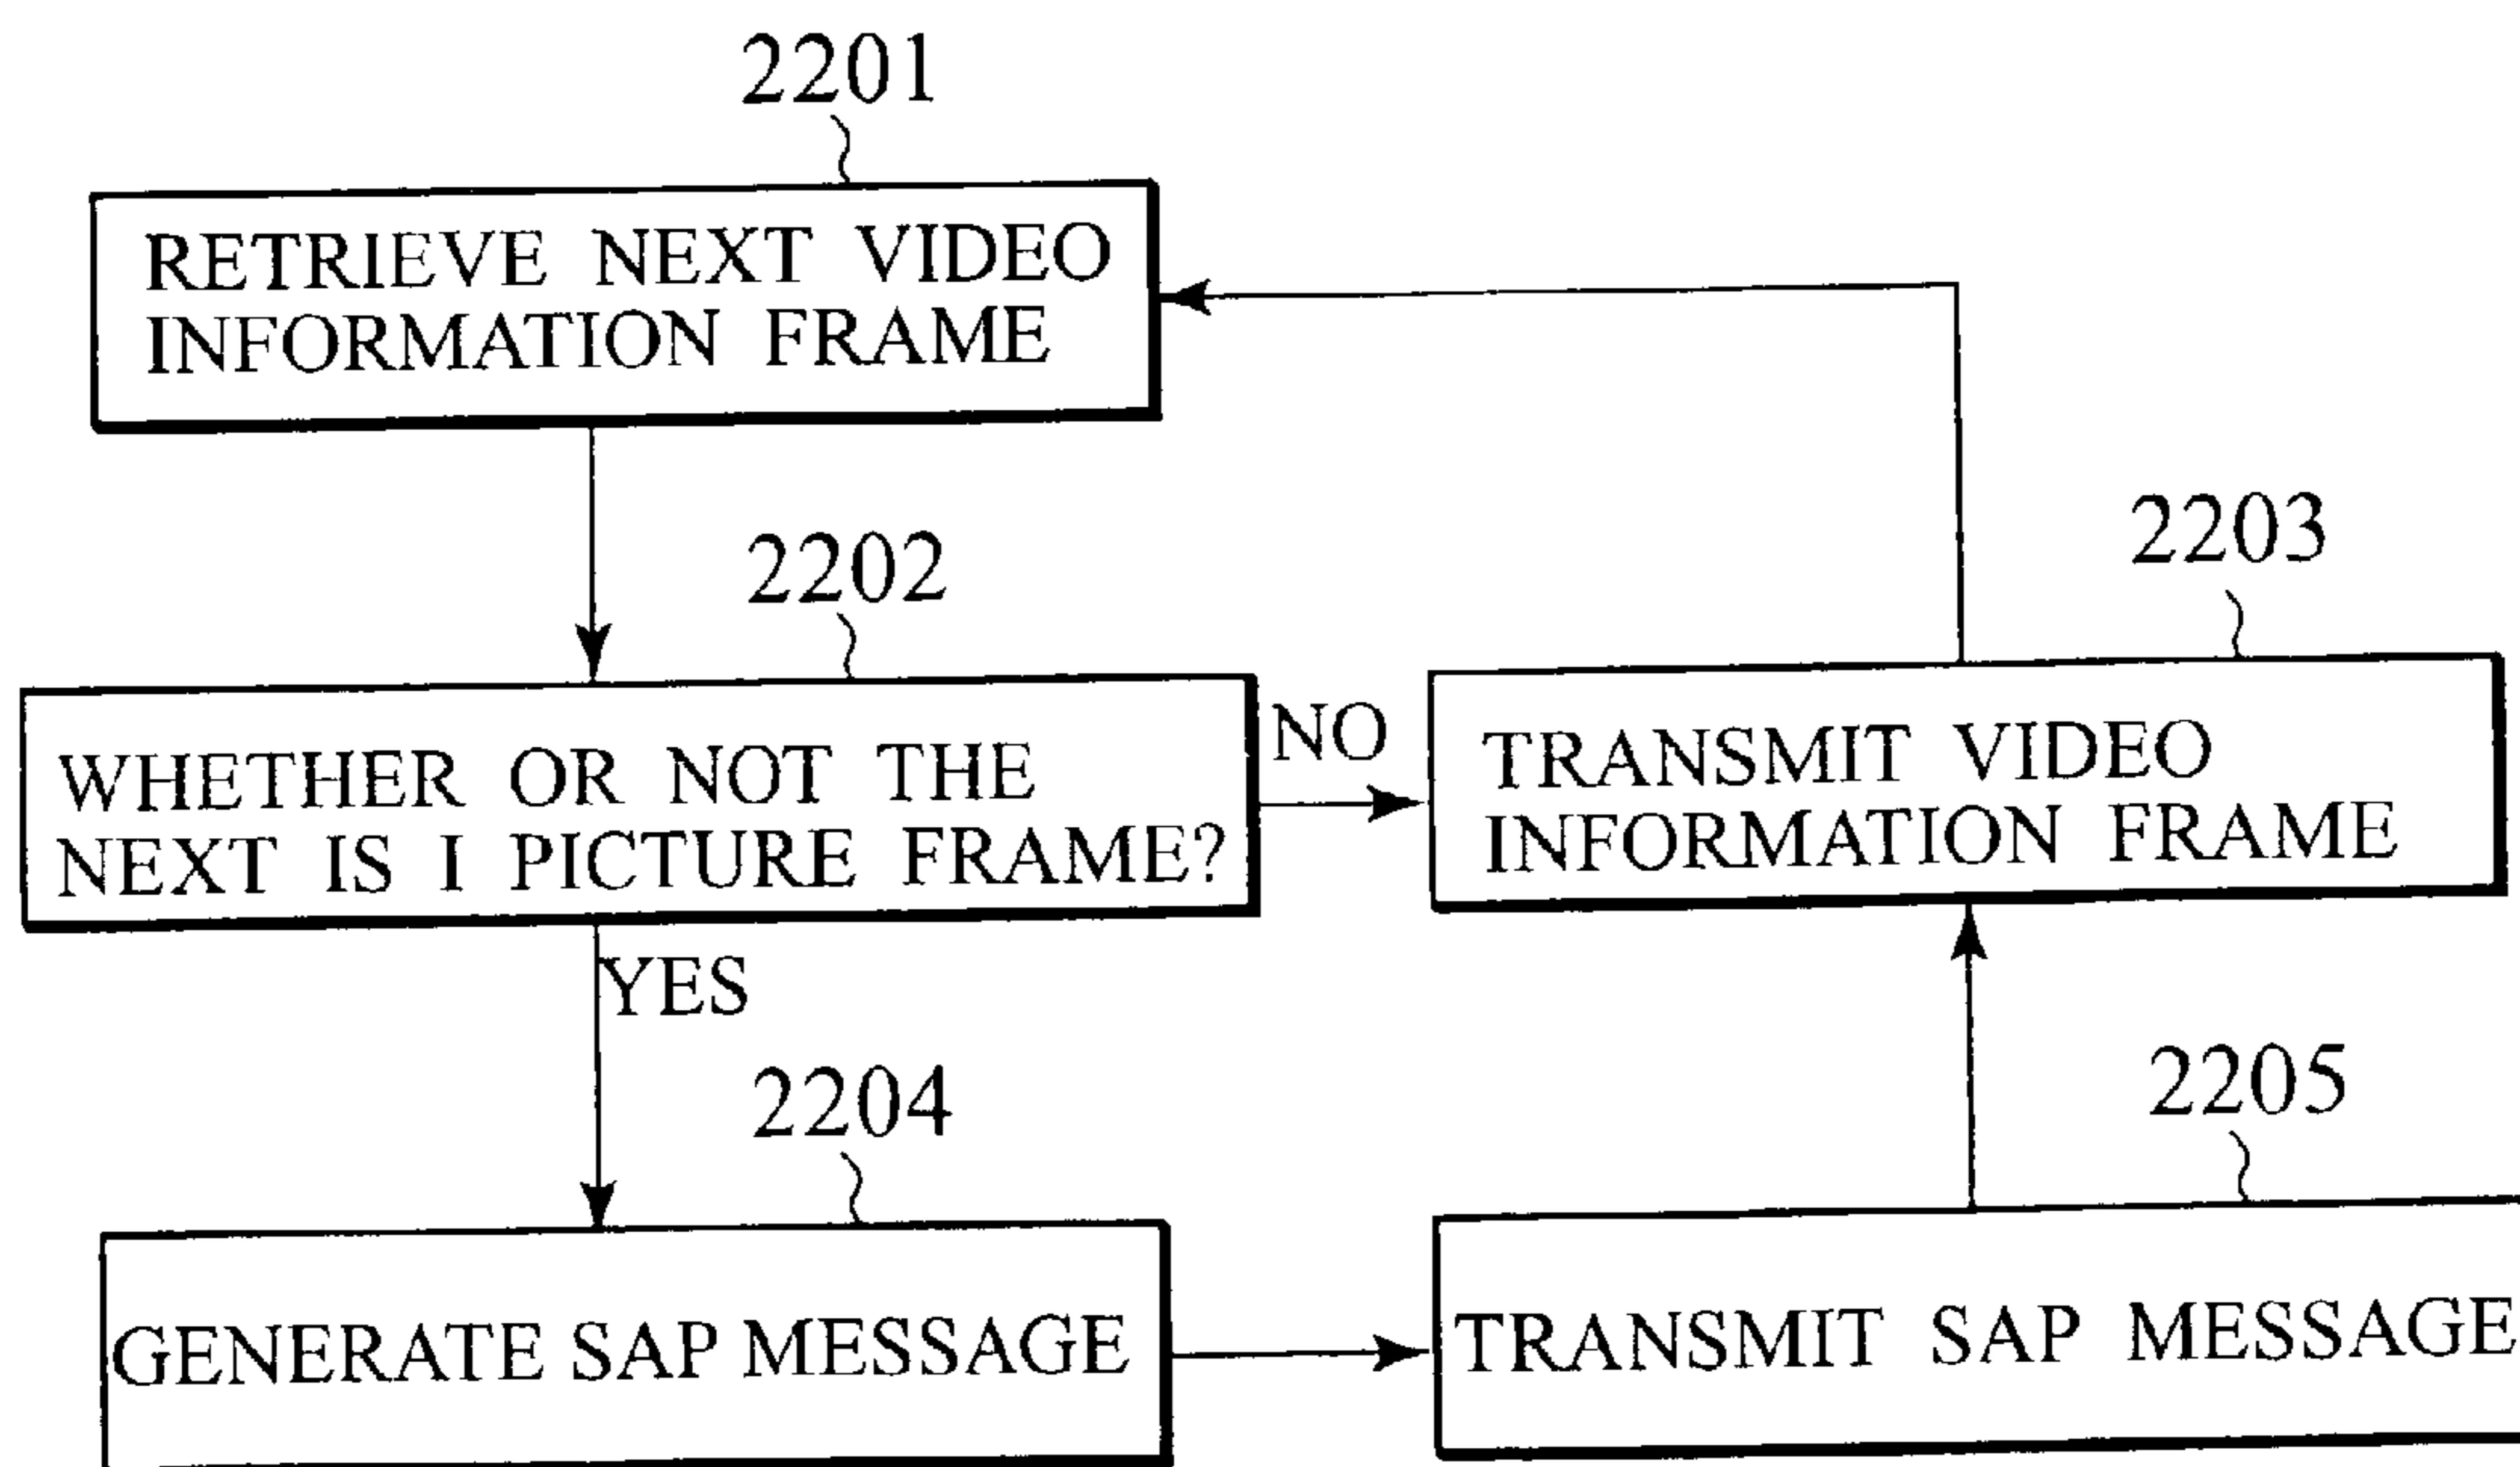 2201
RETRIEVE NEXT VIDEO
INFORMATION FRAME
2202
WHETHER OR NOT THE
NEXT IS I PICTURE FRAME?
NO
2203
TRANSMIT VIDEO
INFORMATION FRAME
YES
2204
GENERATE SAP MESSAGE
2205
TRANSMIT SAP MESSAGE